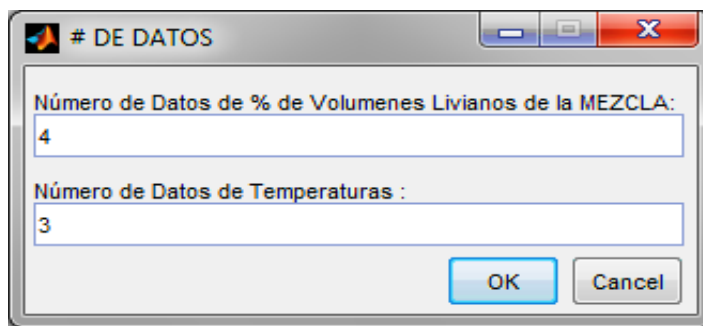 # DE DATOS
Número de Datos de % de Volumenes Livianos de la MEZCLA:
4
Número de Datos de Temperaturas :
3
OK Cancel